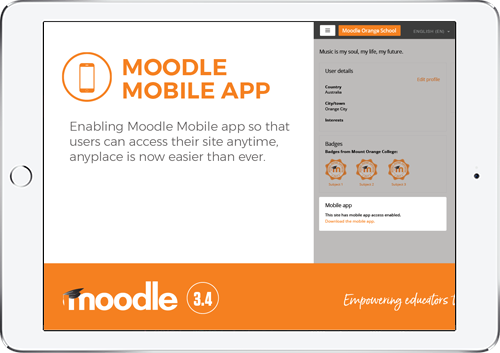 MOODLE
MOBILE APP
Enabling Moodle Mobile app so that
users can access their site anytime,
anyplace is now easier than ever.
Moodle Orange School
ENGLISH (EN)
Music is my soul, my life, my future.
User details
Edit profile
Country
Australia
City/town
Orange City
Interests
Badges
Badges from Mount Orange College:
m
m
m
Subject 1
Subject 2
Subject 3
Mobile app
This site has mobile app access enabled.
Download the mobile app.
moodle
3.4
Empowering educators t